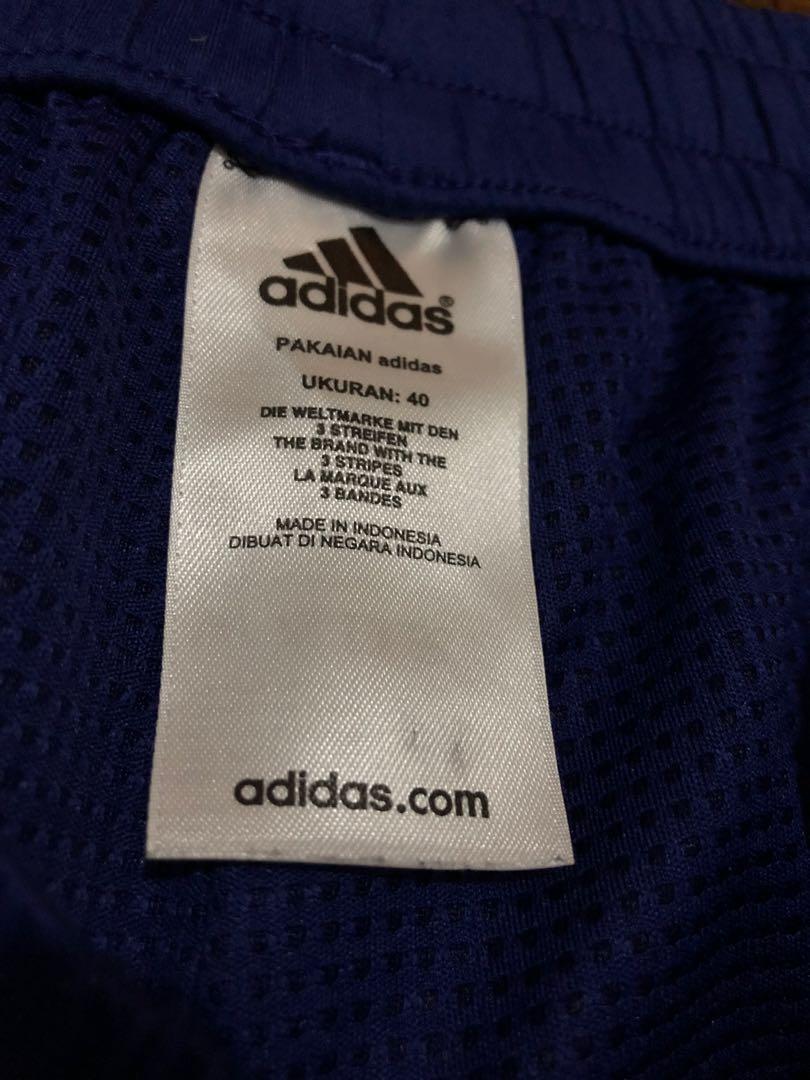 adidas®
PAKAIAN adidas
UKURAN: 40
DIE WELTMARKE MIT DEN
3 STREIFEN
THE BRAND WITH THE
3 STRIPES
LA MARQUE AUX
3 BANDES
MADE IN INDONESIA
DIBUAT DI NEGARA INDONESIA
adidas.com